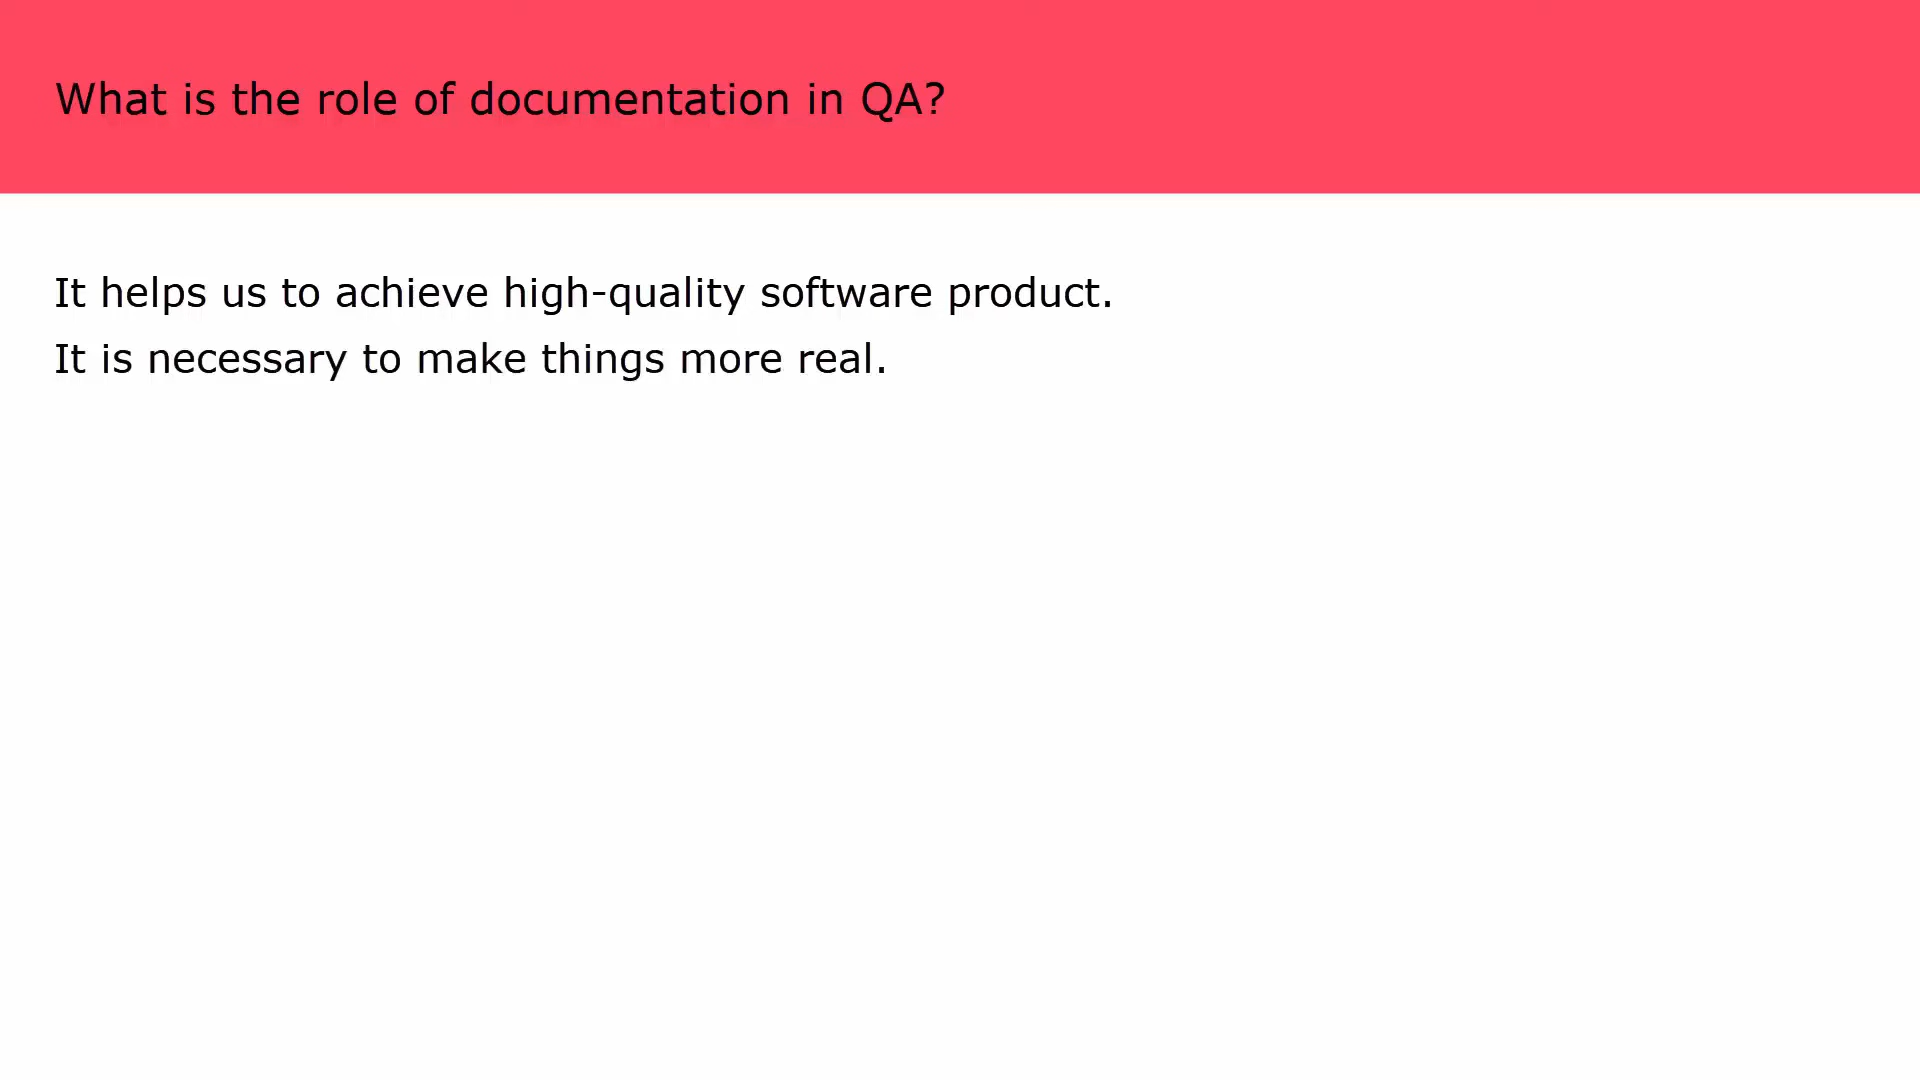 What is the role of documentation in QA?
It helps us to achieve high-quality software product.
It is necessary to make things more real.